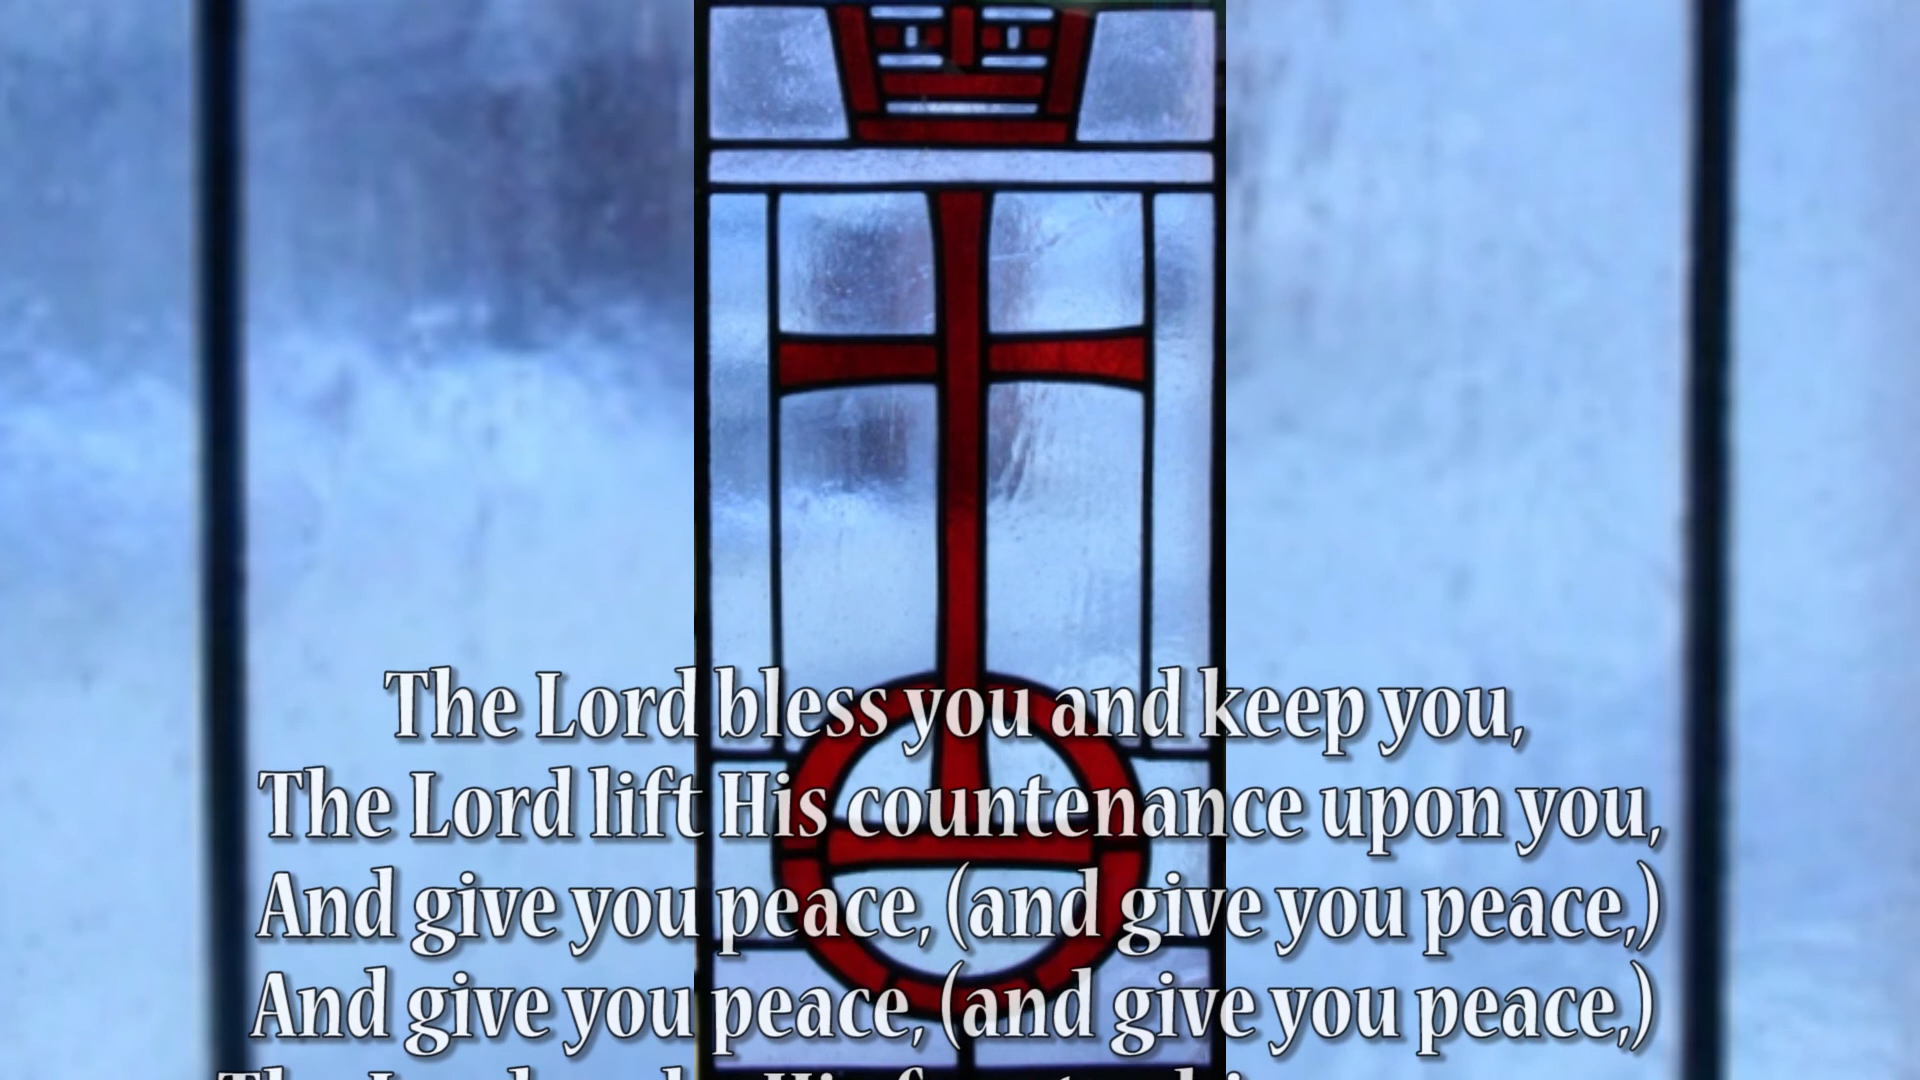 The Lord bless you and keep you,
The Lord lift His countenance upon you,
And give you peace, (and give you peace,)
And give you peace, (and give you peace,)